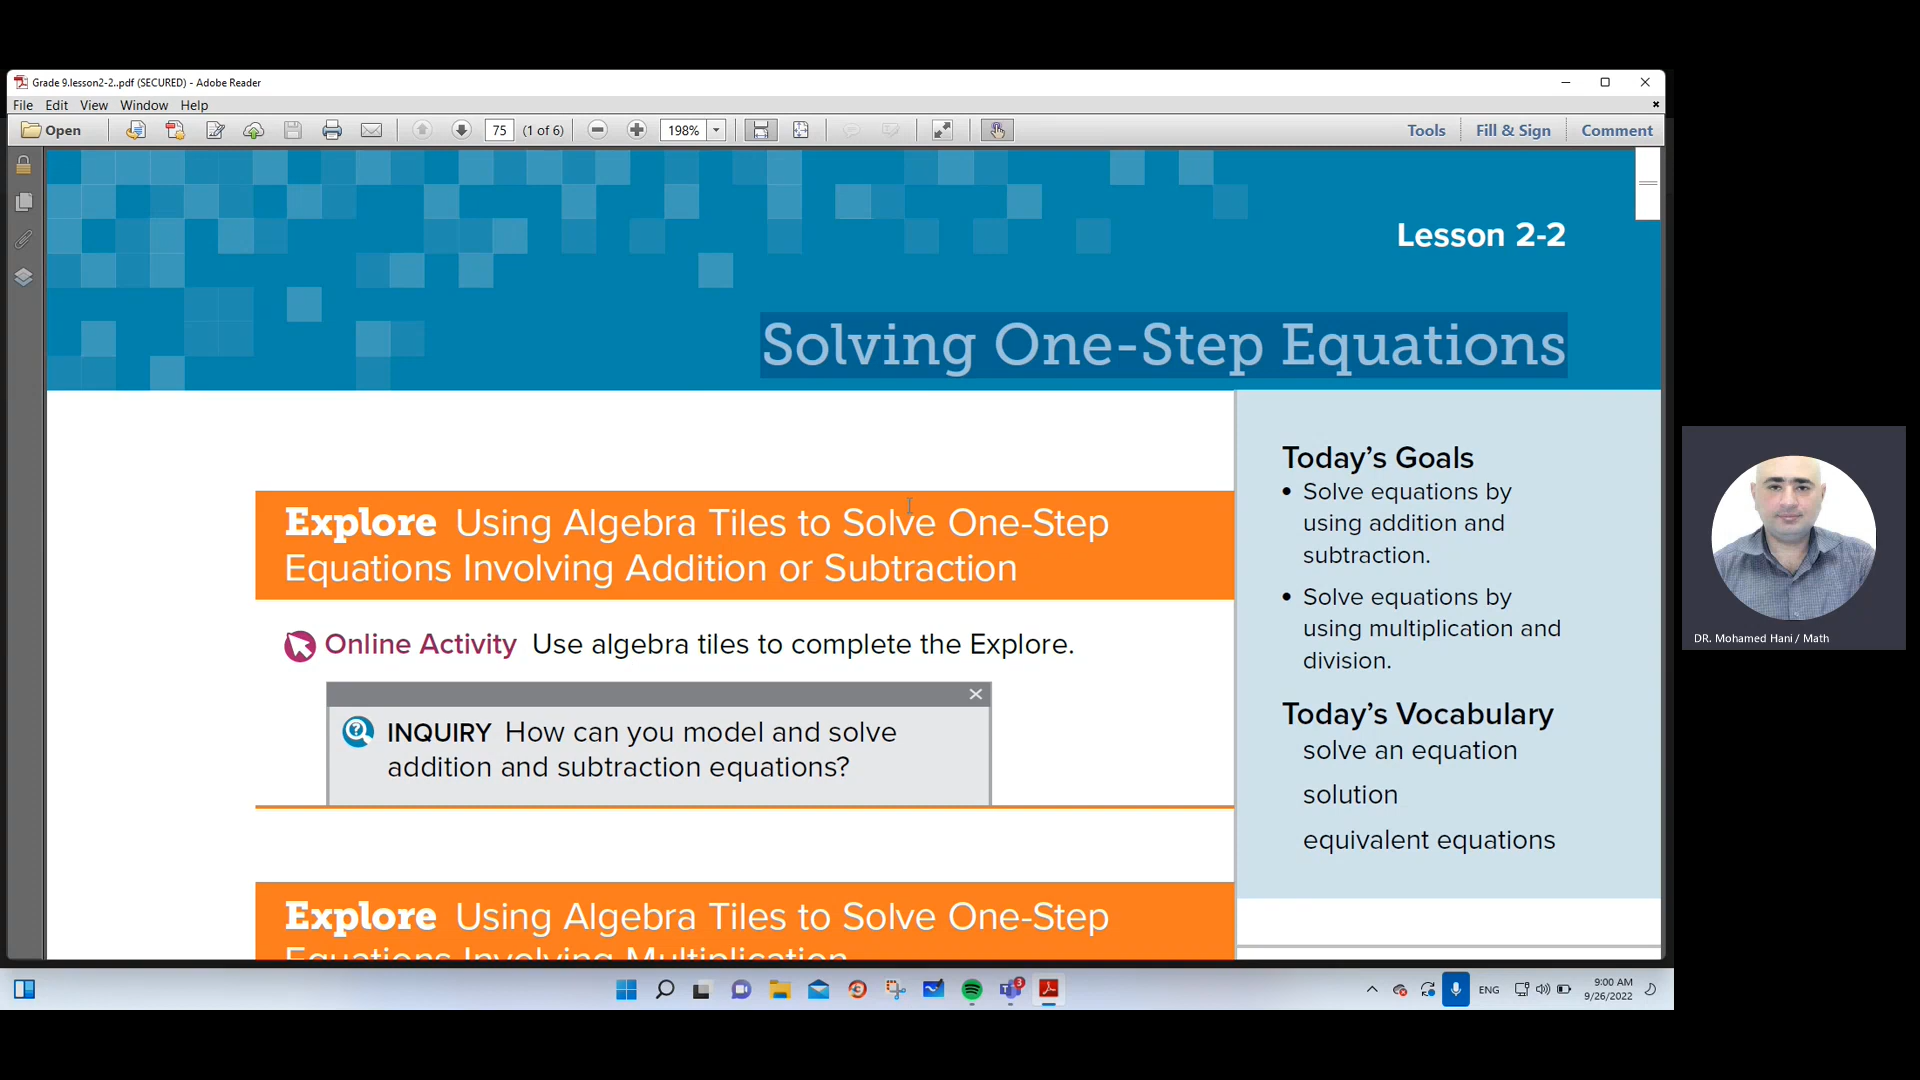 Grade 9.lesson2-2..pdf (SECURED) - Adobe Reader
File Edit View Window Help
Open 75 (1 of 6) 198% Tools Fill & Sign Comment
Lesson 2-2
Solving One-Step Equations
Explore Using Algebra Tiles to Solve One-Step
Equations Involving Addition or Subtraction
Online Activity Use algebra tiles to complete the Explore.
INQUIRY How can you model and solve
addition and subtraction equations?
Explore Using Algebra Tiles to Solve One-Step
Equations Involving Multiplication
Today's Goals
• Solve equations by
using addition and
subtraction.
• Solve equations by
using multiplication and
division.
Today's Vocabulary
solve an equation
solution
equivalent equations
DR. Mohamed Hani / Math
3
ENG
9:00 AM
9/26/2022